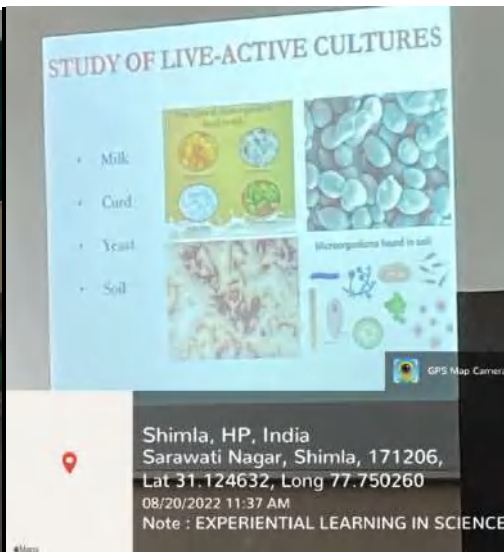 STUDY OF LIVE-ACTIVE CULTURES
• Milk
• Curd
• Yeast
• Soil
Microorganisms found in soil
GPS Map Camera
Shimla, HP, India
Sarawati Nagar, Shimla, 171206,
Lat 31.124632, Long 77.750260
08/20/2022 11:37 AM
Note : EXPERIENTIAL LEARNING IN SCIENCE